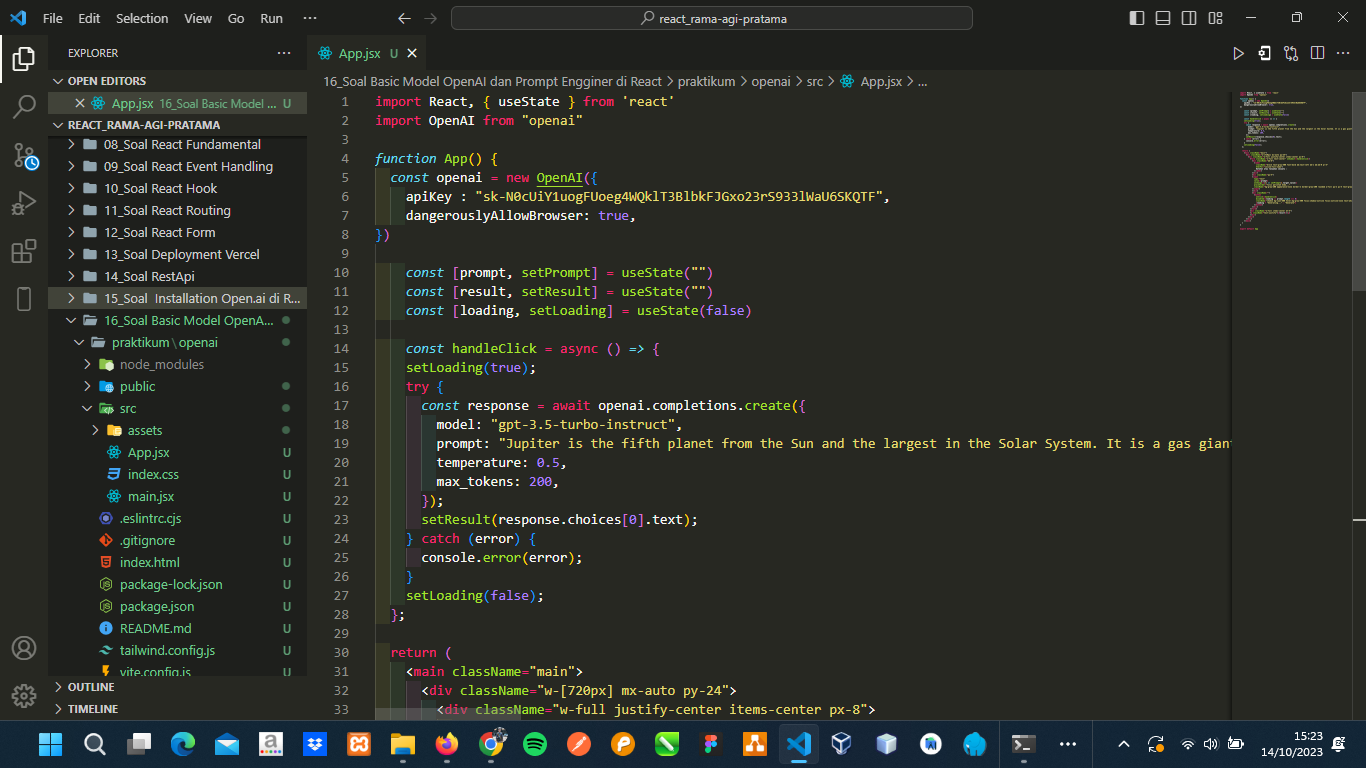 File Edit Selection View Go Run ···
react_rama-agi-pratama
EXPLORER
OPEN EDITORS
App.jsx 16_Soal Basic Model ... U
REACT_RAMA-AGI-PRATAMA
08_Soal React Fundamental
09_Soal React Event Handling
10_Soal React Hook
11_Soal React Routing
12_Soal React Form
13_Soal Deployment Vercel
14_Soal RestApi
15_Soal Installation Open.ai di R...
16_Soal Basic Model OpenA...
praktikum \ openai
node_modules
public
src
assets
App.jsx U
index.css U
main.jsx U
.eslintrc.cjs U
.gitignore U
index.html U
package-lock.json U
package.json U
README.md U
tailwind.config.js U
vite.config.js U
OUTLINE
TIMELINE
App.jsx U
16_Soal Basic Model OpenAI dan Prompt Engginer di React > praktikum > openai > src > App.jsx > ...
1 import React, { useState } from 'react'
2 import OpenAI from "openai"
3
4 function App() {
5 const openai = new OpenAI({
6 apiKey : "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",
7 dangerouslyAllowBrowser: true,
8 })
9
10 const [prompt, setPrompt] = useState("")
11 const [result, setResult] = useState("")
12 const [loading, setLoading] = useState(false)
13
14 const handleClick = async () => {
15 setLoading(true);
16 try {
17 const response = await openai.completions.create({
18 model: "gpt-3.5-turbo-instruct",
19 prompt: "Jupiter is the fifth planet from the Sun and the largest in the Solar System. It is a gas gian
20 temperature: 0.5,
21 max_tokens: 200,
22 });
23 setResult(response.choices[0].text);
24 } catch (error) {
25 console.error(error);
26 }
27 setLoading(false);
28 };
29
30 return (
31 <main className="main">
32 <div className="w-[720px] mx-auto py-24">
33 <div className="w-full justify-center items-center px-8">
15:23
14/10/2023